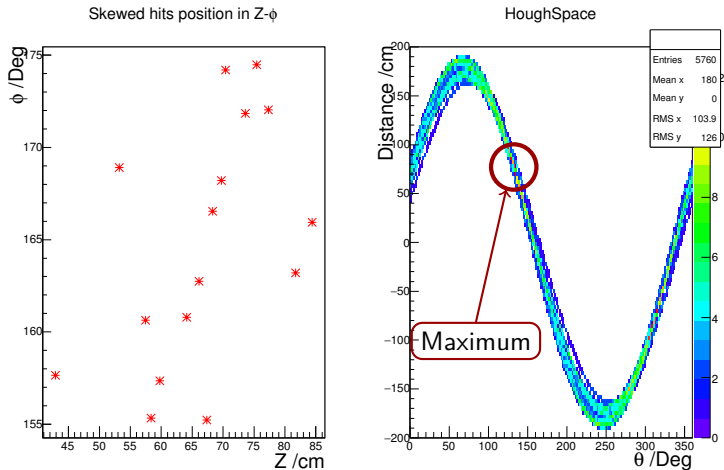 Skewed hits position in Z-ϕ
ϕ /Deg
175
170
165
160
155
45 50 55 60 65 70 75 80 85
Z /cm
HoughSpace
Distance /cm
200
150
100
50
0
−50
−100
−150
−200
0 50 100 150 200 250 300 350
θ /Deg
Entries 5760
Mean x 180
Mean y 0
RMS x 103.9
RMS y 126
Maximum
8
6
4
2
0